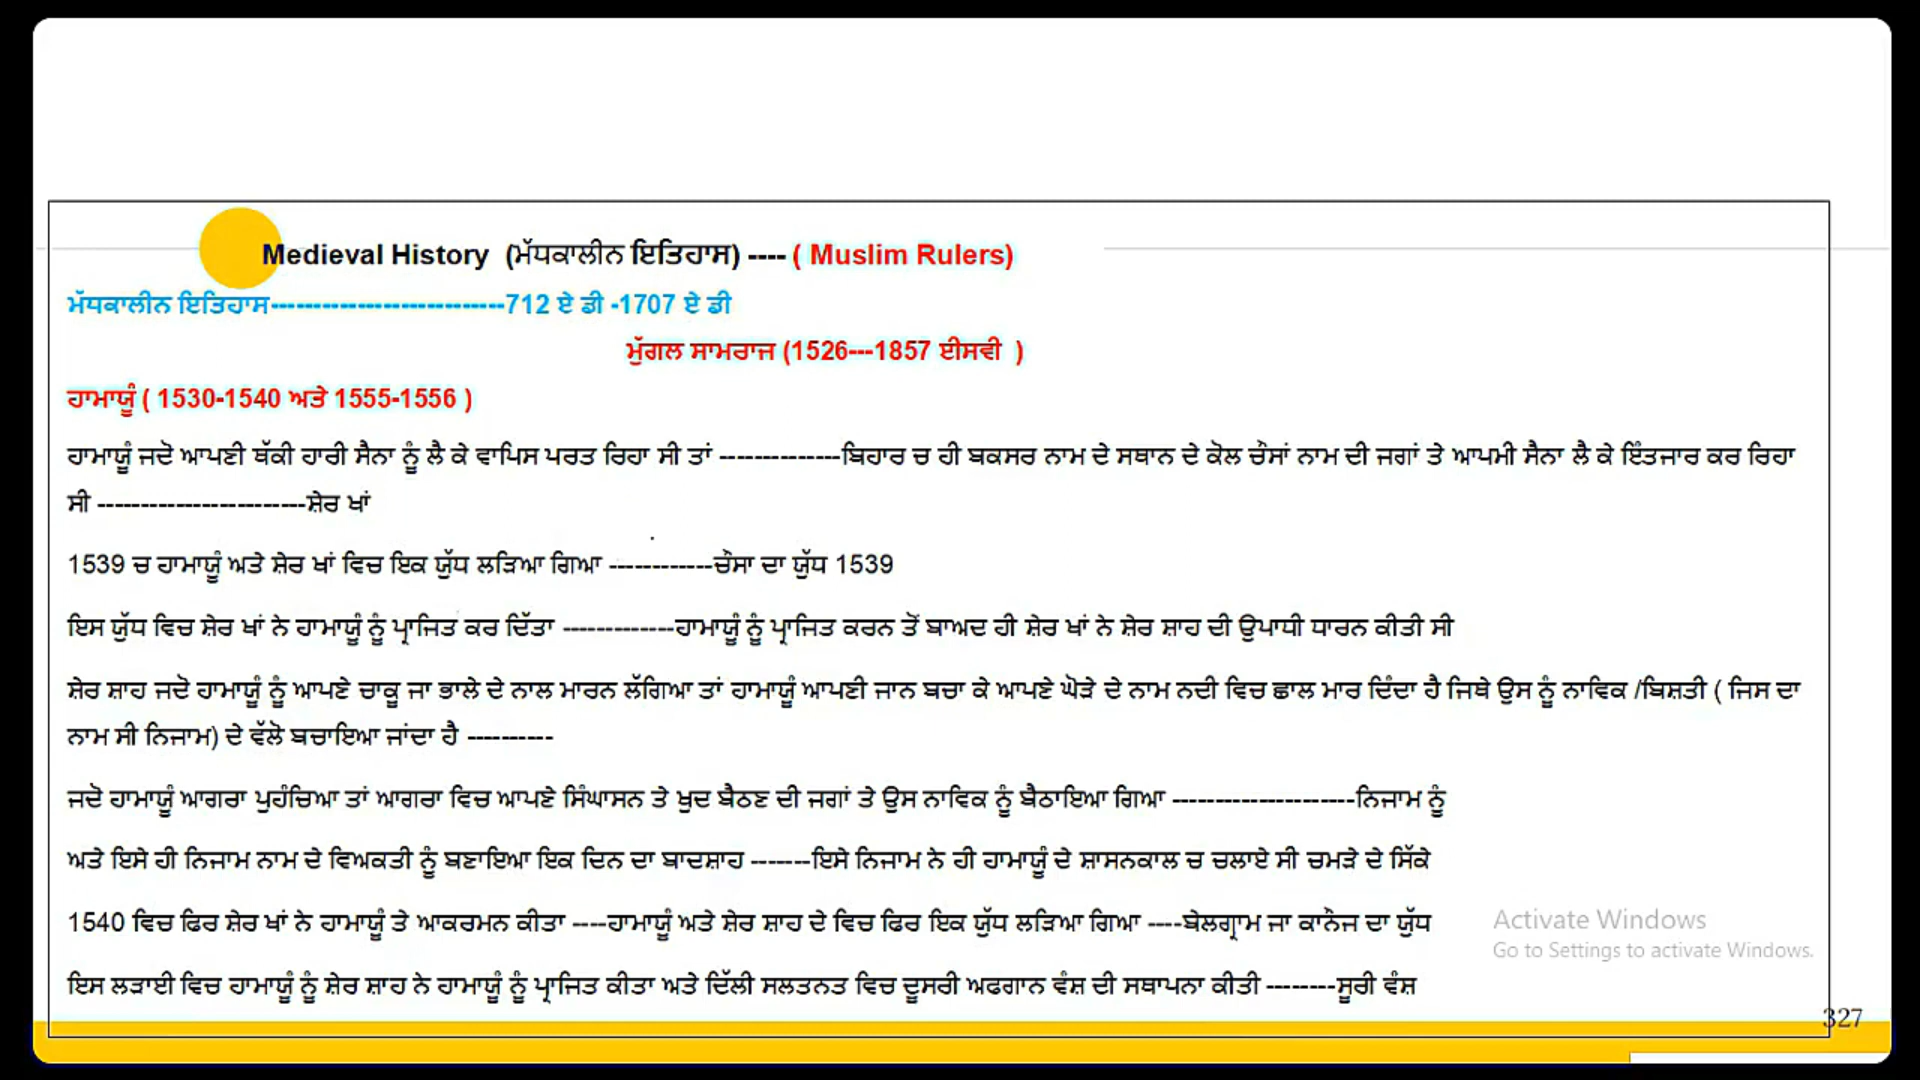 Medieval History (ਮੱਧਕਾਲੀਨ ਇਤਿਹਾਸ) ---- ( Muslim Rulers)
ਮੱਧਕਾਲੀਨ ਇਤਿਹਾਸ---------------------------712 ਏ ਡੀ -1707 ਏ ਡੀ
ਮੁੱਗਲ ਸਾਮਰਾਜ (1526---1857 ਈਸਵੀ )
ਹਾਮਾਯੂੰ ( 1530-1540 ਅਤੇ 1555-1556 )
ਹਾਮਾਯੂੰ ਜਦੋ ਆਪਣੀ ਥੱਕੀ ਹਾਰੀ ਸੈਨਾ ਨੂੰ ਲੈ ਕੇ ਵਾਪਿਸ ਪਰਤ ਰਿਹਾ ਸੀ ਤਾਂ --------------ਬਿਹਾਰ ਚ ਹੀ ਬਕਸਰ ਨਾਮ ਦੇ ਸਥਾਨ ਦੇ ਕੋਲ ਚੌਸਾਂ ਨਾਮ ਦੀ ਜਗਾਂ ਤੇ ਆਪਮੀ ਸੈਨਾ ਲੈ ਕੇ ਇੰਤਜਾਰ ਕਰ ਰਿਹਾ
ਸੀ ------------------------ਸ਼ੇਰ ਖਾਂ
1539 ਚ ਹਾਮਾਯੂੰ ਅਤੇ ਸ਼ੇਰ ਖਾਂ ਵਿਚ ਇਕ ਯੁੱਧ ਲੜਿਆ ਗਿਆ ------------ਚੌਸਾ ਦਾ ਯੁੱਧ 1539
ਇਸ ਯੁੱਧ ਵਿਚ ਸ਼ੇਰ ਖਾਂ ਨੇ ਹਾਮਾਯੂੰ ਨੂੰ ਪ੍ਰਾਜਿਤ ਕਰ ਦਿੱਤਾ -------------ਹਾਮਾਯੂੰ ਨੂੰ ਪ੍ਰਾਜਿਤ ਕਰਨ ਤੋਂ ਬਾਅਦ ਹੀ ਸ਼ੇਰ ਖਾਂ ਨੇ ਸ਼ੇਰ ਸ਼ਾਹ ਦੀ ਉਪਾਧੀ ਧਾਰਨ ਕੀਤੀ ਸੀ
ਸ਼ੇਰ ਸ਼ਾਹ ਜਦੋ ਹਾਮਾਯੂੰ ਨੂੰ ਆਪਣੇ ਚਾਕੂ ਜਾ ਭਾਲੇ ਦੇ ਨਾਲ ਮਾਰਨ ਲੱਗਿਆ ਤਾਂ ਹਾਮਾਯੂੰ ਆਪਣੀ ਜਾਨ ਬਚਾ ਕੇ ਆਪਣੇ ਘੋੜੇ ਦੇ ਨਾਮ ਨਦੀ ਵਿਚ ਛਾਲ ਮਾਰ ਦਿੰਦਾ ਹੈ ਜਿਥੇ ਉਸ ਨੂੰ ਨਾਵਿਕ /ਬਿਸ਼ਤੀ ( ਜਿਸ ਦਾ
ਨਾਮ ਸੀ ਨਿਜਾਮ) ਦੇ ਵੱਲੋ ਬਚਾਇਆ ਜਾਂਦਾ ਹੈ ----------
ਜਦੋ ਹਾਮਾਯੂੰ ਆਗਰਾ ਪੁਹੰਚਿਆ ਤਾਂ ਆਗਰਾ ਵਿਚ ਆਪਣੇ ਸਿੰਘਾਸਨ ਤੇ ਖੁਦ ਬੈਠਣ ਦੀ ਜਗਾਂ ਤੇ ਉਸ ਨਾਵਿਕ ਨੂੰ ਬੈਠਾਇਆ ਗਿਆ ---------------------ਨਿਜਾਮ ਨੂੰ
ਅਤੇ ਇਸੇ ਹੀ ਨਿਜਾਮ ਨਾਮ ਦੇ ਵਿਅਕਤੀ ਨੂੰ ਬਣਾਇਆ ਇਕ ਦਿਨ ਦਾ ਬਾਦਸ਼ਾਹ -------ਇਸੇ ਨਿਜਾਮ ਨੇ ਹੀ ਹਾਮਾਯੂੰ ਦੇ ਸ਼ਾਸਨਕਾਲ ਚ ਚਲਾਏ ਸੀ ਚਮੜੇ ਦੇ ਸਿੱਕੇ
1540 ਵਿਚ ਫਿਰ ਸ਼ੇਰ ਖਾਂ ਨੇ ਹਾਮਾਯੂੰ ਤੇ ਆਕਰਮਨ ਕੀਤਾ ----ਹਾਮਾਯੂੰ ਅਤੇ ਸ਼ੇਰ ਸ਼ਾਹ ਦੇ ਵਿਚ ਫਿਰ ਇਕ ਯੁੱਧ ਲੜਿਆ ਗਿਆ ----ਬੇਲਗ੍ਰਾਮ ਜਾ ਕਾਨੌਜ ਦਾ ਯੁੱਧ
ਇਸ ਲੜਾਈ ਵਿਚ ਹਾਮਾਯੂੰ ਨੂੰ ਸ਼ੇਰ ਸ਼ਾਹ ਨੇ ਹਾਮਾਯੂੰ ਨੂੰ ਪ੍ਰਾਜਿਤ ਕੀਤਾ ਅਤੇ ਦਿੱਲੀ ਸਲਤਨਤ ਵਿਚ ਦੂਸਰੀ ਅਫਗਾਨ ਵੰਸ਼ ਦੀ ਸਥਾਪਨਾ ਕੀਤੀ --------ਸੂਰੀ ਵੰਸ਼
Activate Windows
Go to Settings to activate Windows.
327